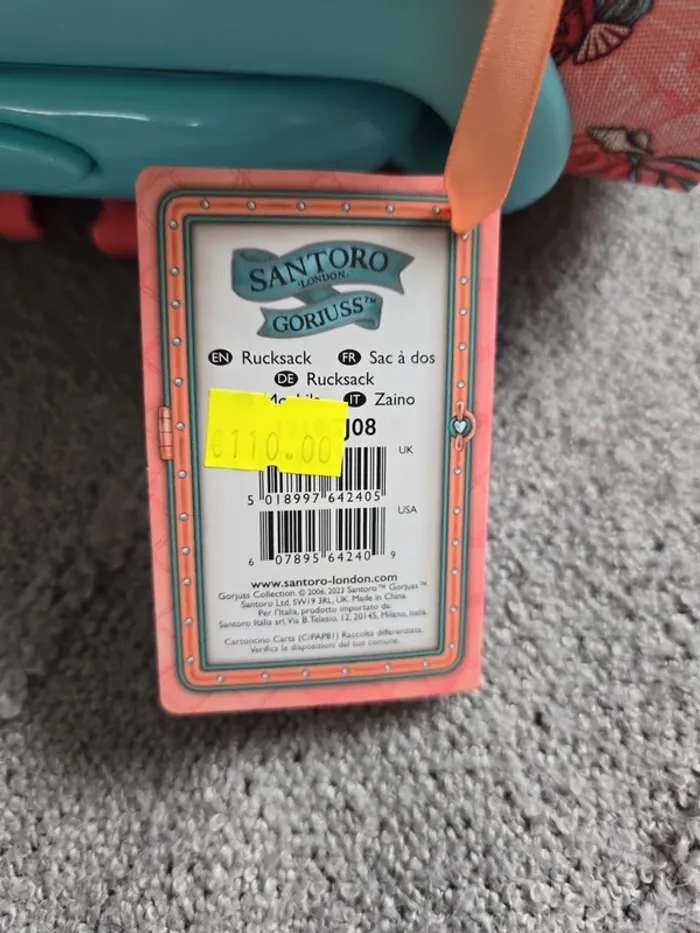 SANTORO
·LONDON·
GORJUSS™
EN Rucksack FR Sac à dos
DE Rucksack
IT Zaino
€110.00
J08
UK
5 018997 642405
USA
6 07895 64240 9
www.santoro-london.com
Gorjuss Collection. © 2006, 2023 Santoro™ Gorjuss™
Santoro Ltd. SW19 3RL, UK. Made in China.
Per l'Italia, prodotto importato da:
Santoro Italia srl, Via B. Telesio, 12, 20145, Milano, Italia.
Cartoncino Carta (C/PAP81) Raccolta differenziata.
Verifica le disposizioni del tuo comune.